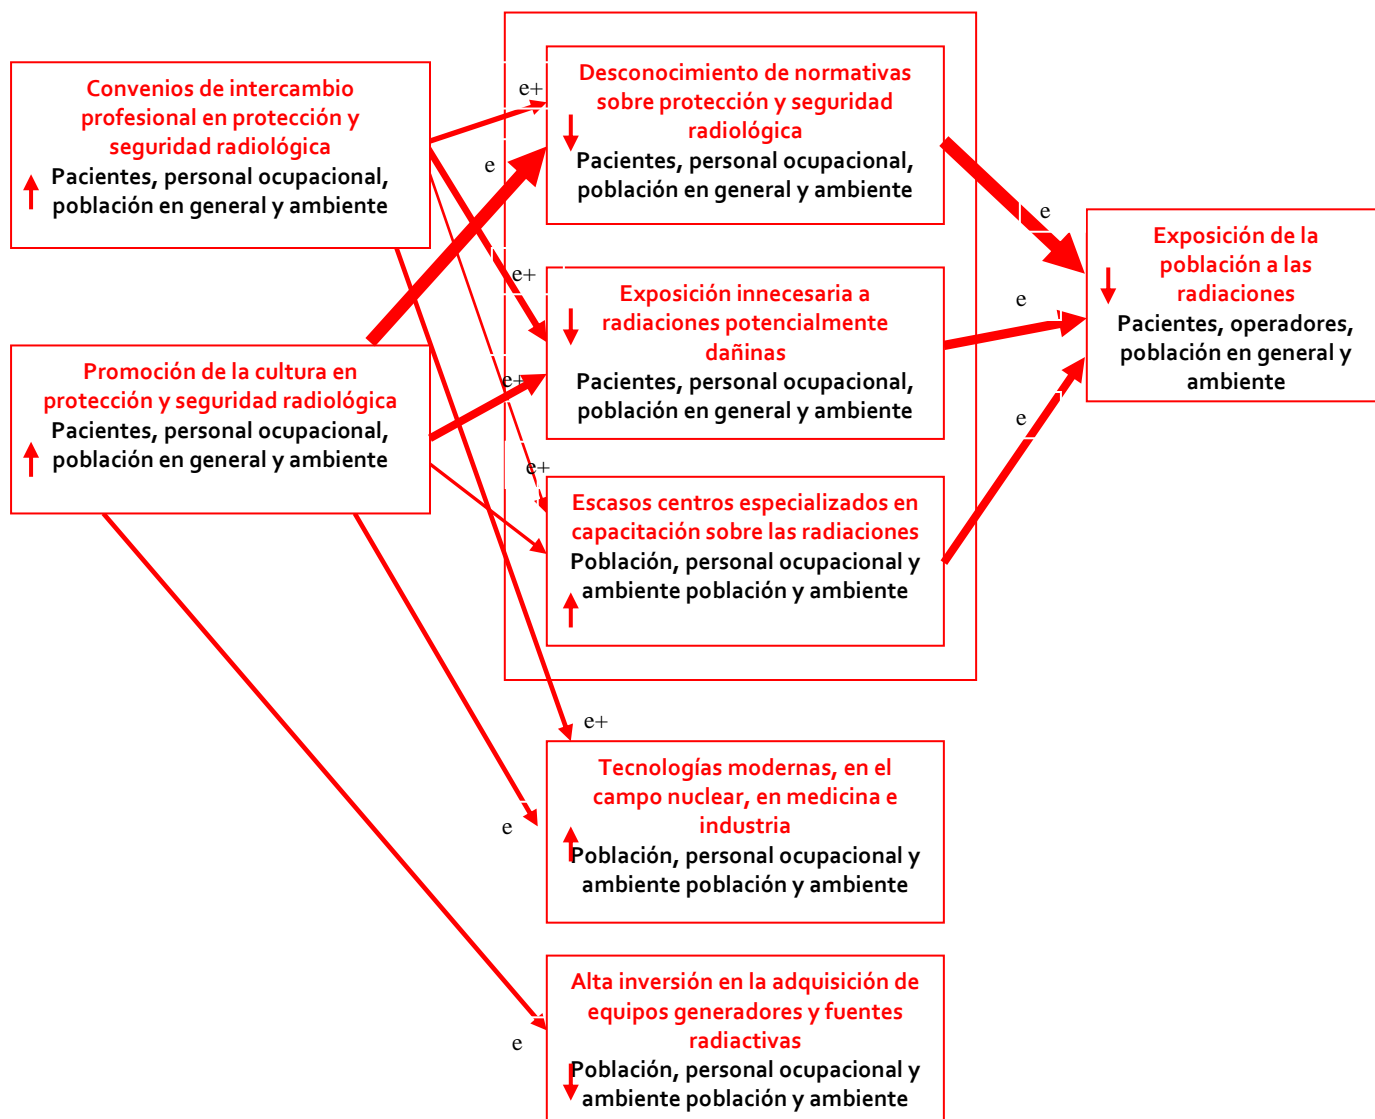 Convenios de intercambio
profesional en protección y
seguridad radiológica
Pacientes, personal ocupacional,
población en general y ambiente
Promoción de la cultura en
protección y seguridad radiológica
Pacientes, personal ocupacional,
población en general y ambiente
e+
e
e+
e+
e+
e+
e
e
Desconocimiento de normativas
sobre protección y seguridad
radiológica
Pacientes, personal ocupacional,
población en general y ambiente
Exposición innecesaria a
radiaciones potencialmente
dañinas
Pacientes, personal ocupacional,
población en general y ambiente
Escasos centros especializados en
capacitación sobre las radiaciones
Población, personal ocupacional y
ambiente población y ambiente
Tecnologías modernas, en el
campo nuclear, en medicina e
industria
Población, personal ocupacional y
ambiente población y ambiente
Alta inversión en la adquisición de
equipos generadores y fuentes
radiactivas
Población, personal ocupacional y
ambiente población y ambiente
e
e
e
Exposición de la
población a las
radiaciones
Pacientes, operadores,
población en general y
ambiente